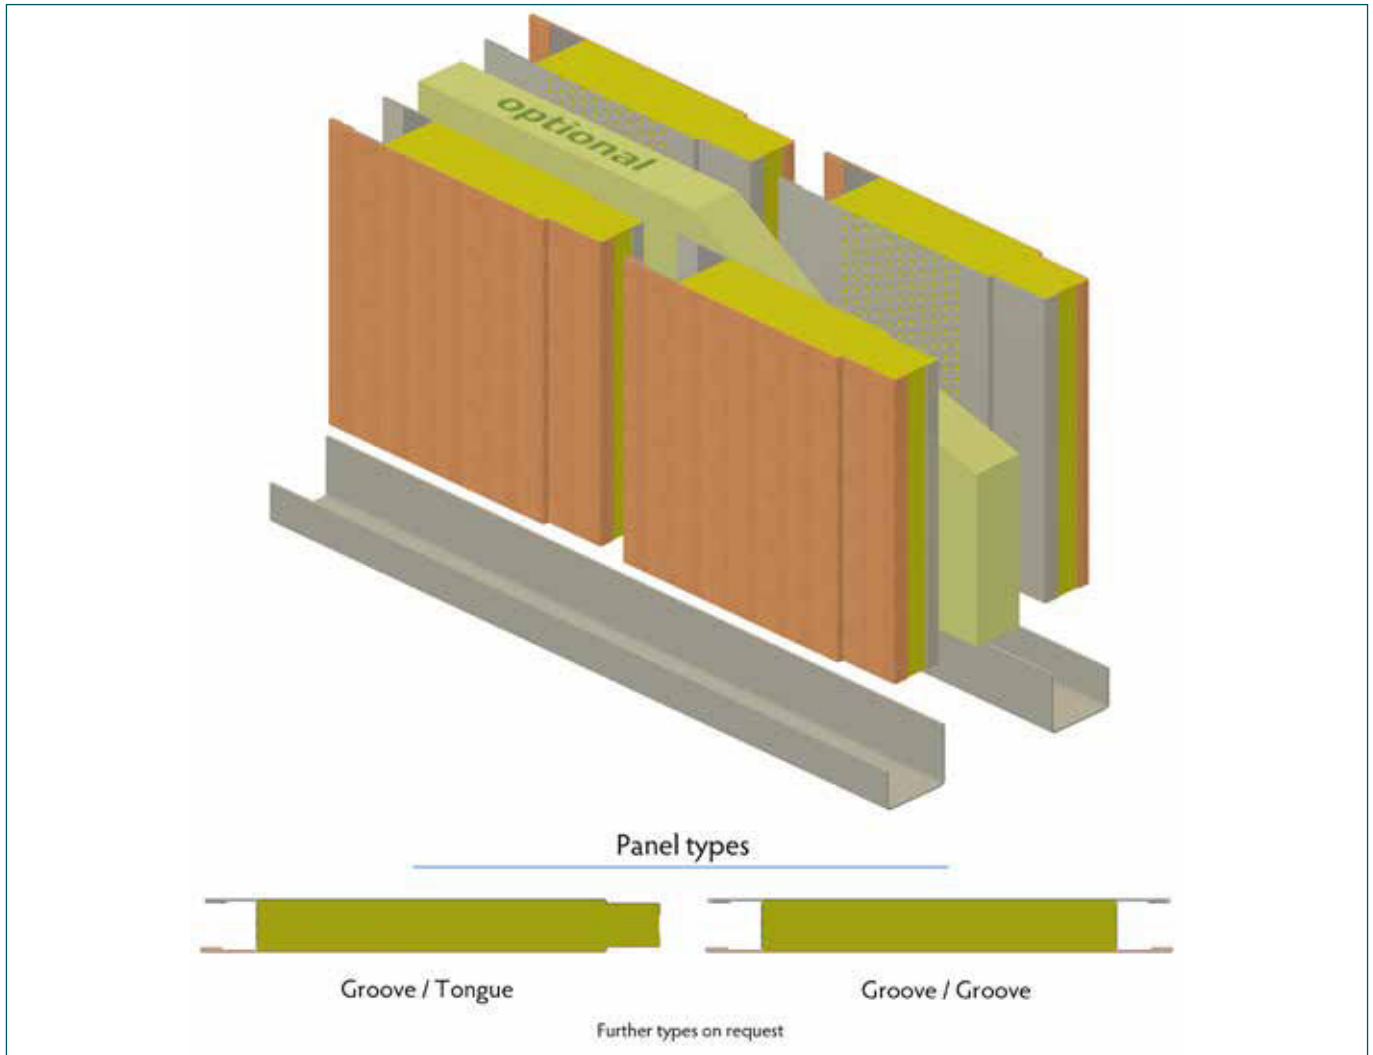 optional
Panel types
Groove / Tongue
Groove / Groove
Further types on request